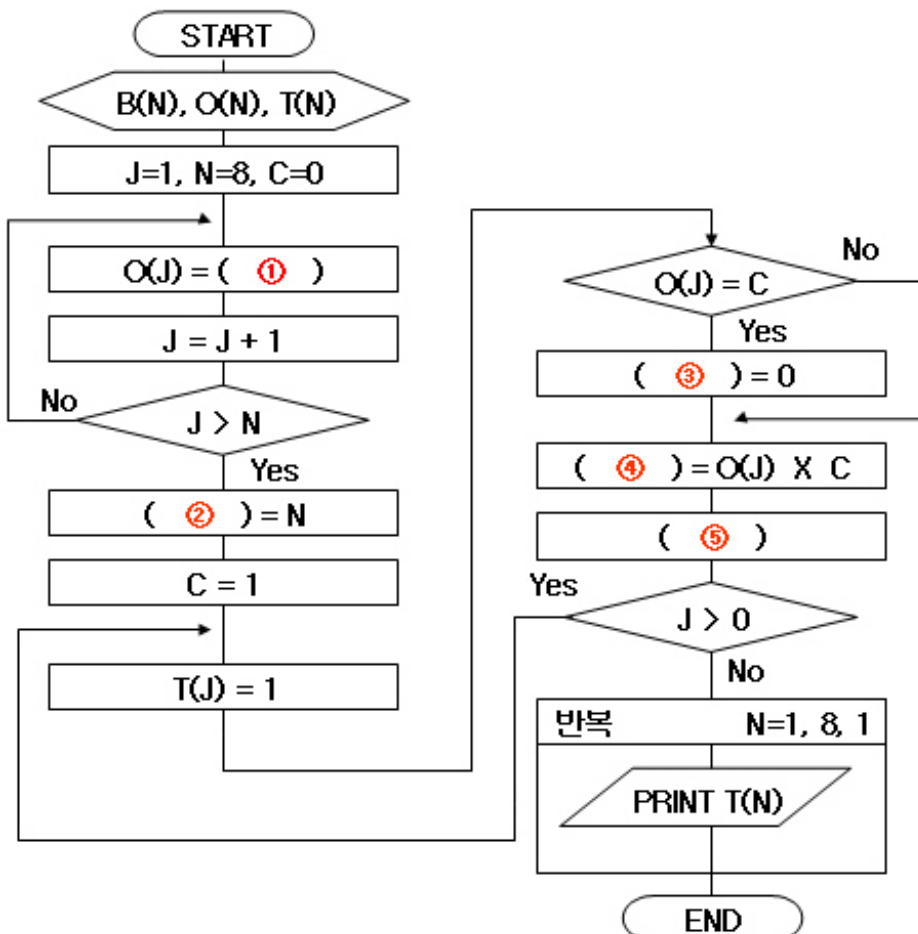 START
B(N), O(N), T(N)
J=1, N=8, C=0
O(J) = ( ① )
J = J + 1
No
J > N
Yes
( ② ) = N
C = 1
T(J) = 1
No
O(J) = C
Yes
( ③ ) = 0
( ④ ) = O(J) X C
( ⑤ )
Yes
J > 0
No
반복 N=1, 8, 1
PRINT T(N)
END